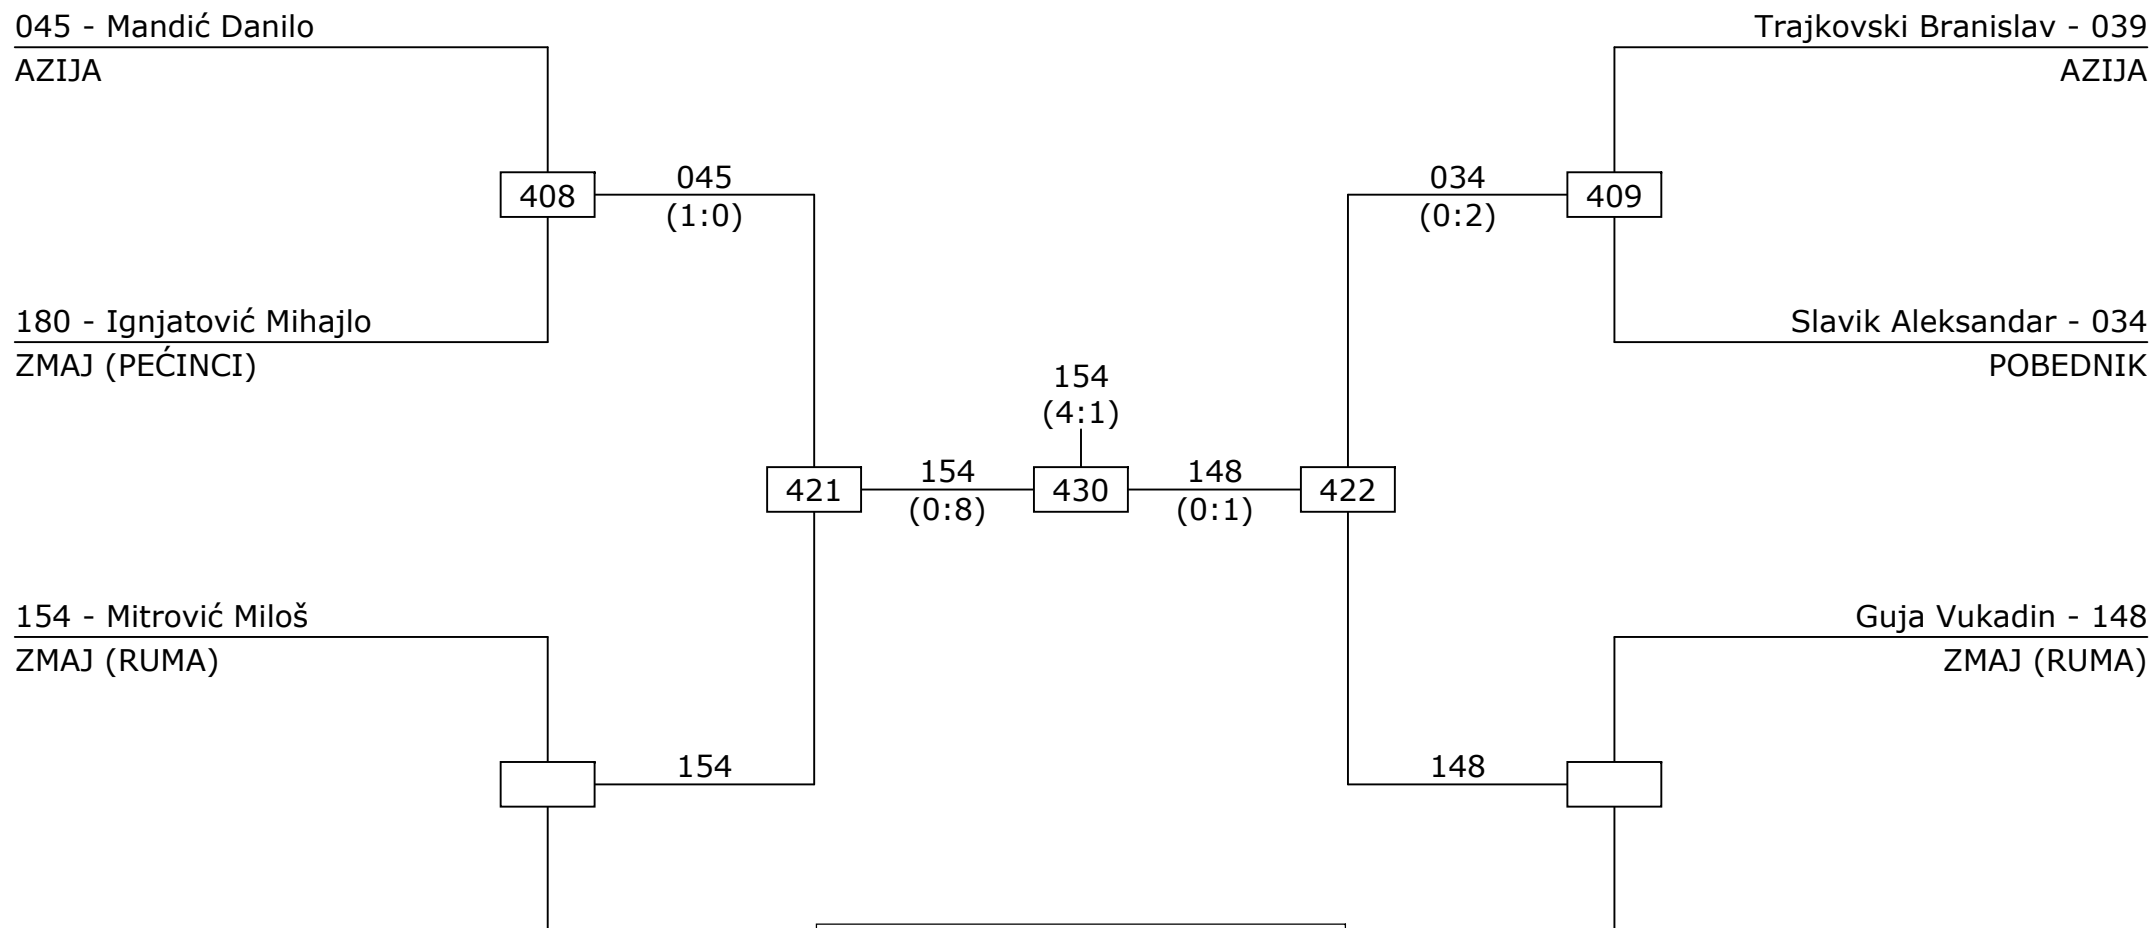 045 - Mandić Danilo
AZIJA
Trajkovski Branislav - 039
AZIJA
408
045
(1:0)
034
(0:2)
409
180 - Ignjatović Mihajlo
ZMAJ (PEĆINCI)
Slavik Aleksandar - 034
POBEDNIK
154
(4:1)
421
154
(0:8)
430
148
(0:1)
422
154 - Mitrović Miloš
ZMAJ (RUMA)
Guja Vukadin - 148
ZMAJ (RUMA)
154
148